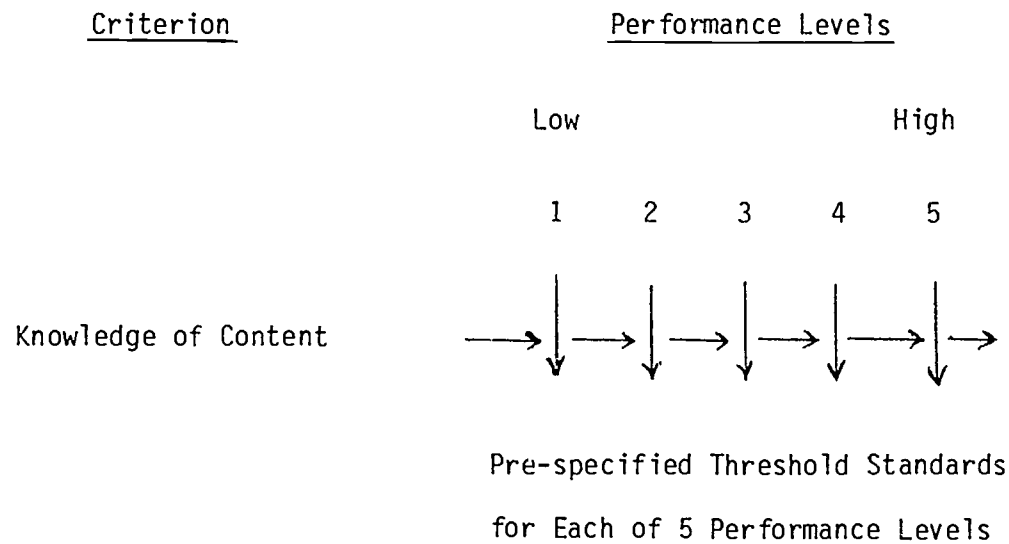 Criterion Performance Levels
Low High
1 2 3 4 5
Knowledge of Content
Pre-specified Threshold Standards
for Each of 5 Performance Levels